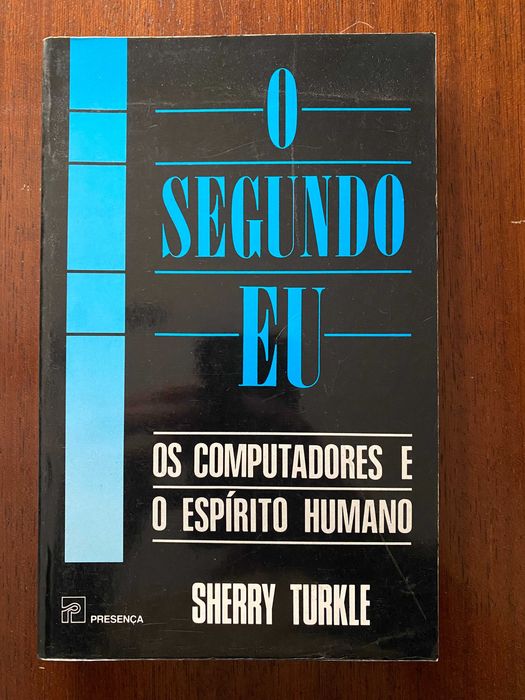 O
SEGUNDO
EU
OS COMPUTADORES E
O ESPÍRITO HUMANO
SHERRY TURKLE
PRESENÇA